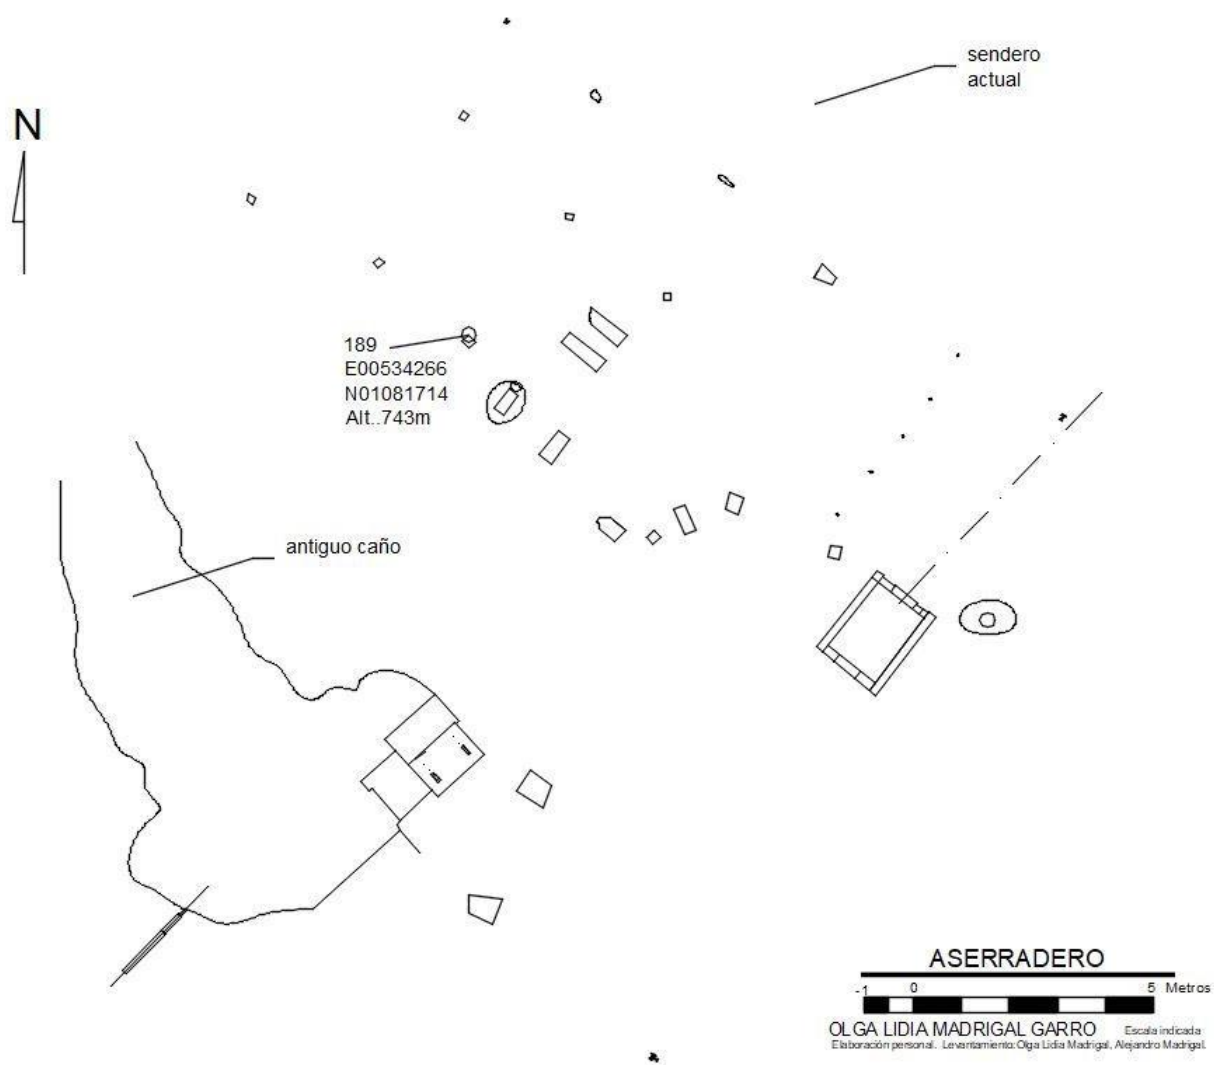 sendero
actual
N
189
E00534266
N01081714
Alt..743m
antiguo caño
ASERRADERO
-1 0 5 Metros
OLGA LIDIA MADRIGAL GARRO Escala indicada
Elaboración personal. Levantamiento: Olga Lidia Madrigal, Alejandro Madrigal.